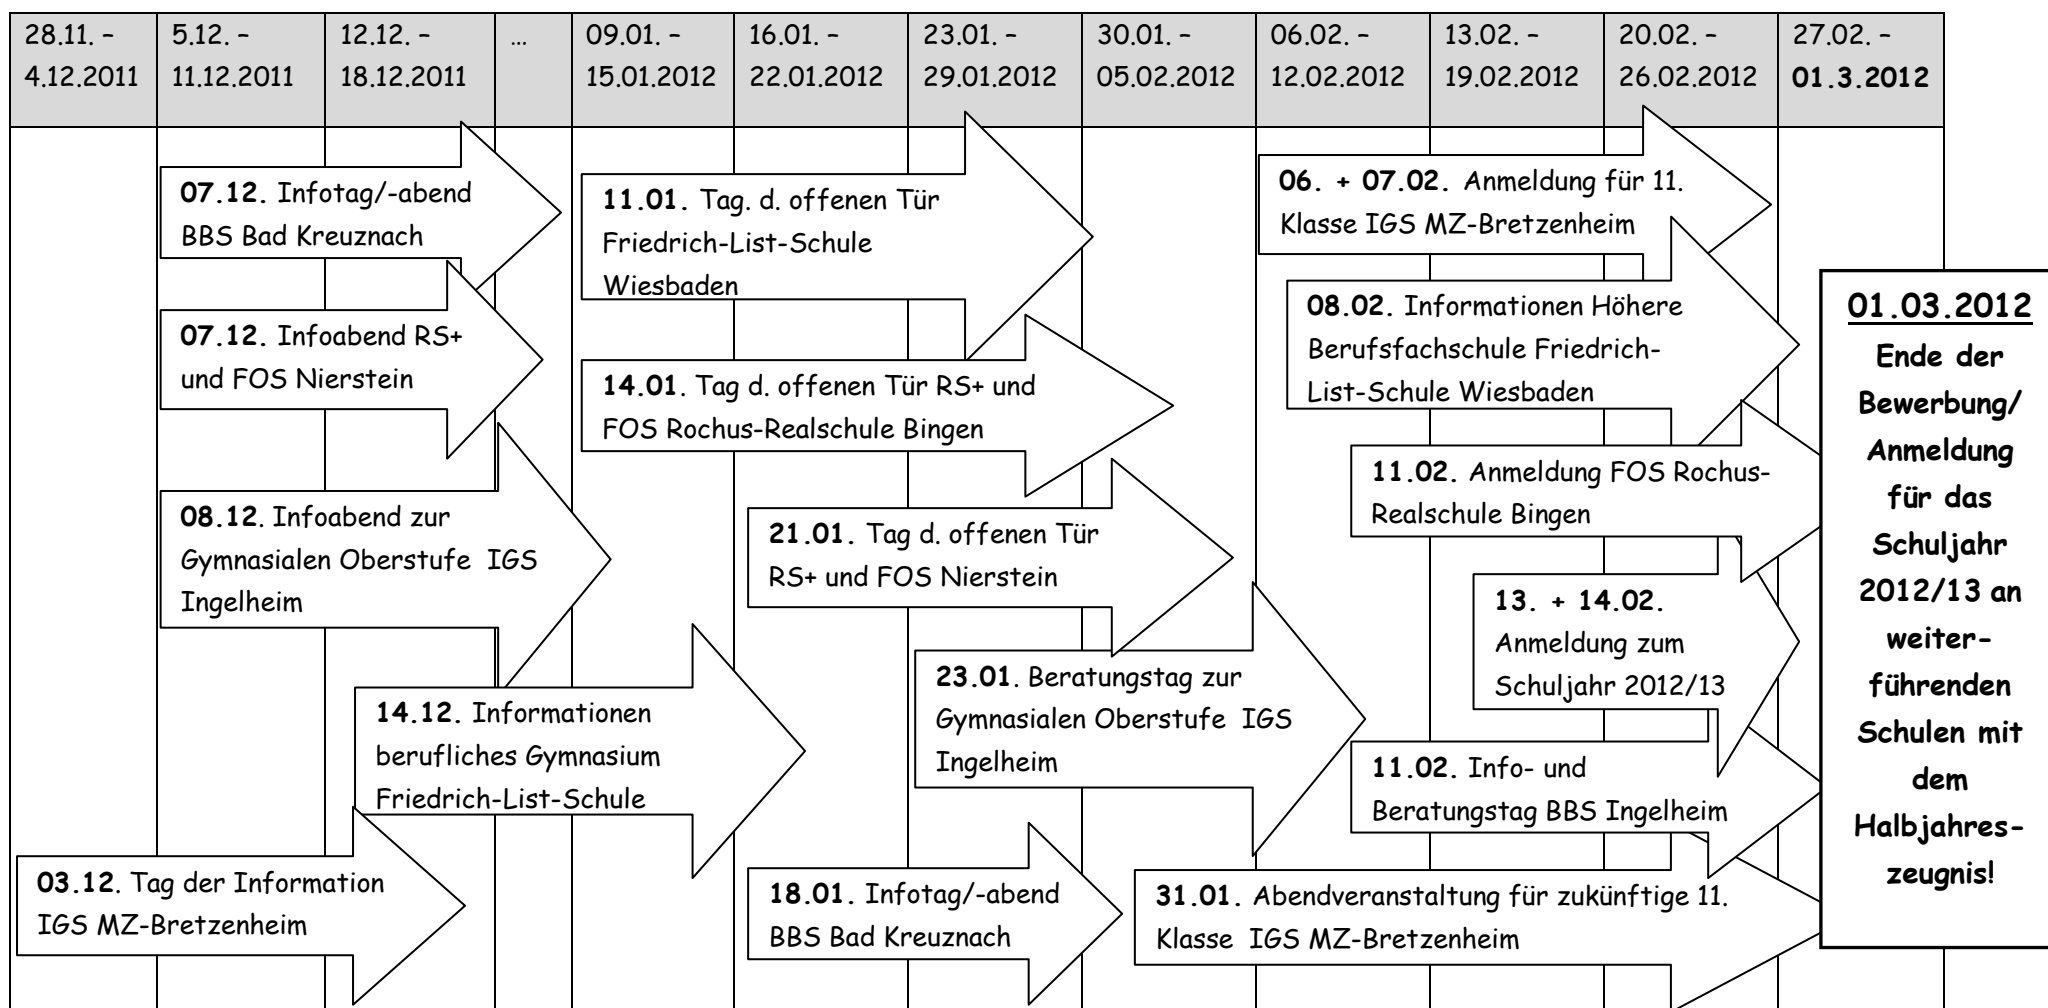 28.11. –
4.12.2011
5.12. –
11.12.2011
12.12. –
18.12.2011
…
09.01. –
15.01.2012
16.01. –
22.01.2012
23.01. –
29.01.2012
30.01. –
05.02.2012
06.02. –
12.02.2012
13.02. –
19.02.2012
20.02. –
26.02.2012
27.02. –
01.3.2012
07.12. Infotag/-abend
BBS Bad Kreuznach
07.12. Infoabend RS+
und FOS Nierstein
08.12. Infoabend zur
Gymnasialen Oberstufe IGS
Ingelheim
14.12. Informationen
berufliches Gymnasium
Friedrich-List-Schule
03.12. Tag der Information
IGS MZ-Bretzenheim
11.01. Tag. d. offenen Tür
Friedrich-List-Schule
Wiesbaden
14.01. Tag d. offenen Tür RS+ und
FOS Rochus-Realschule Bingen
21.01. Tag d. offenen Tür
RS+ und FOS Nierstein
23.01. Beratungstag zur
Gymnasialen Oberstufe IGS
Ingelheim
18.01. Infotag/-abend
BBS Bad Kreuznach
31.01. Abendveranstaltung für zukünftige 11.
Klasse IGS MZ-Bretzenheim
06. + 07.02. Anmeldung für 11.
Klasse IGS MZ-Bretzenheim
08.02. Informationen Höhere
Berufsfachschule Friedrich-
List-Schule Wiesbaden
11.02. Anmeldung FOS Rochus-
Realschule Bingen
13. + 14.02.
Anmeldung zum
Schuljahr 2012/13
11.02. Info- und
Beratungstag BBS Ingelheim
01.03.2012
Ende der
Bewerbung/
Anmeldung
für das
Schuljahr
2012/13 an
weiter-
führenden
Schulen mit
dem
Halbjahres-
zeugnis!